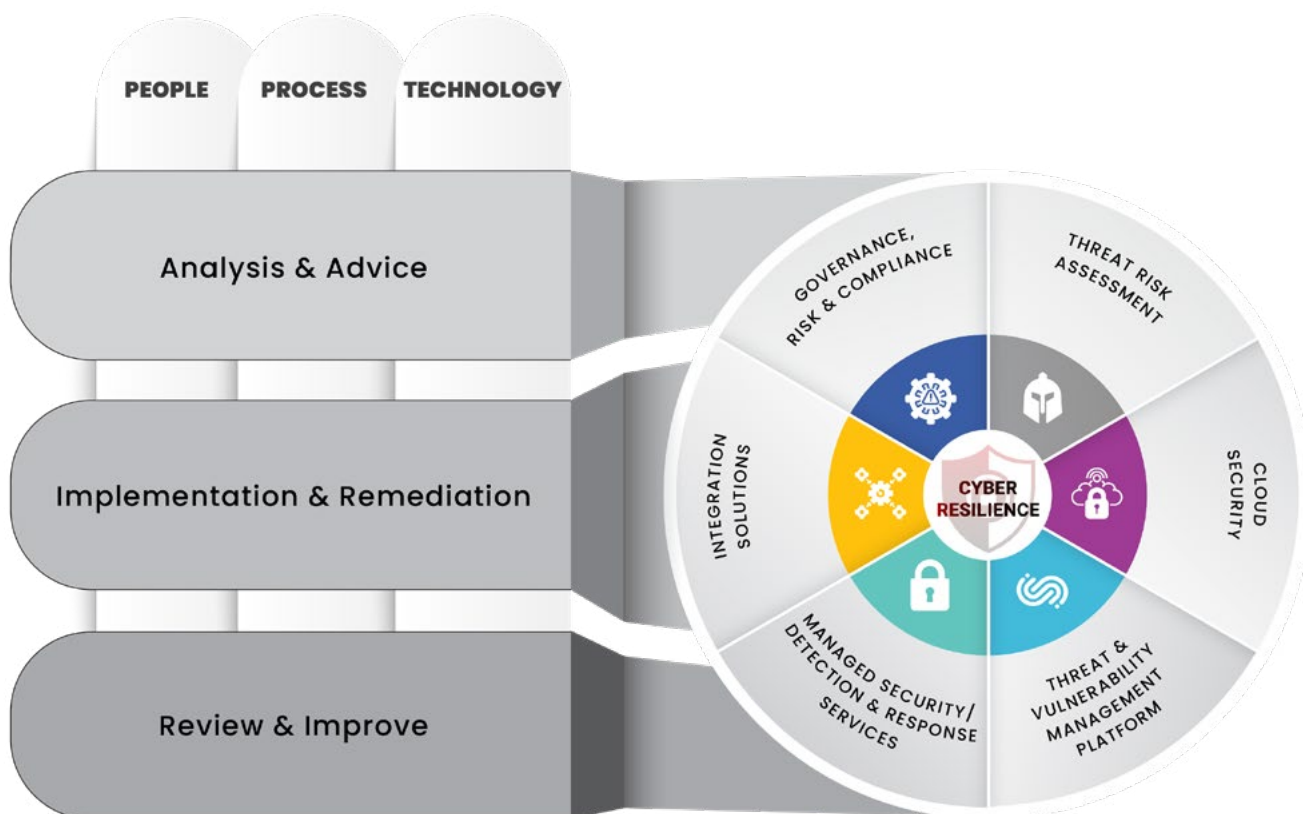 PEOPLE
PROCESS
TECHNOLOGY
Analysis & Advice
Implementation & Remediation
Review & Improve
GOVERNANCE,
RISK & COMPLIANCE
THREAT RISK
ASSESSMENT
CLOUD
SECURITY
THREAT &
VULNERABILITY
MANAGEMENT
PLATFORM
MANAGED SECURITY/
DETECTION & RESPONSE
SERVICES
INTEGRATION
SOLUTIONS
CYBER
RESILIENCE